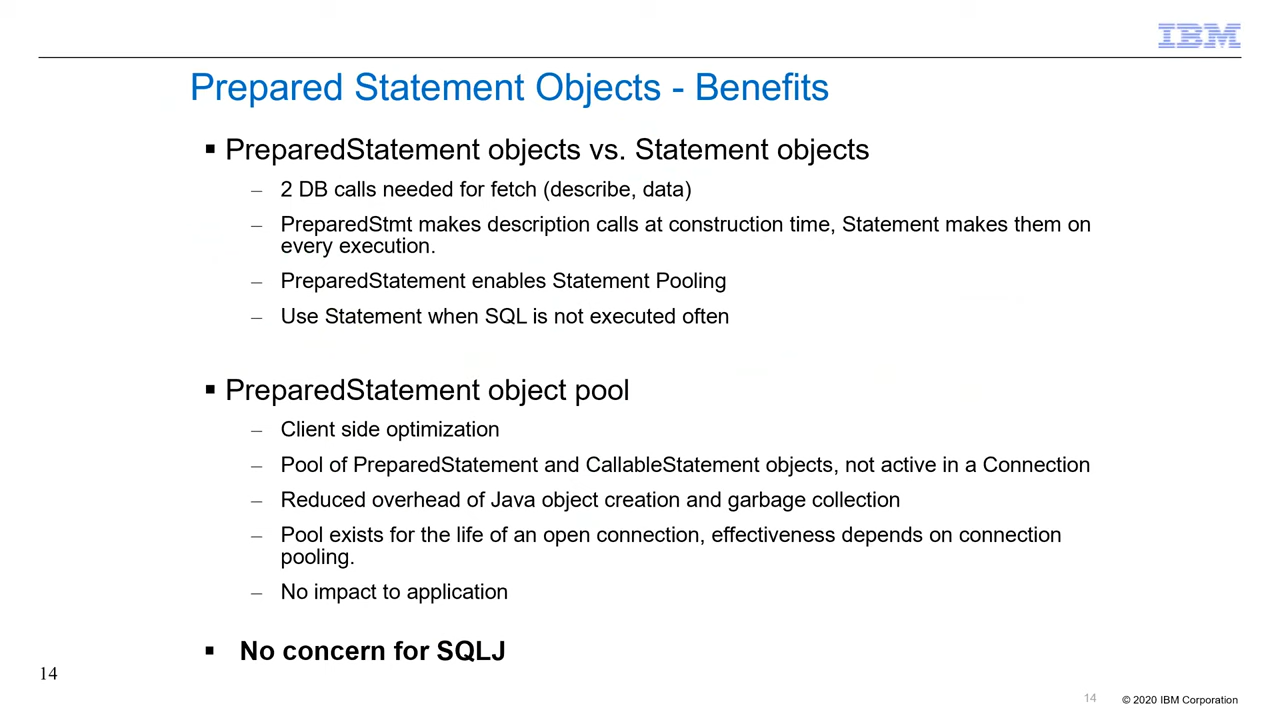 IBM
Prepared Statement Objects - Benefits
▪ PreparedStatement objects vs. Statement objects
– 2 DB calls needed for fetch (describe, data)
– PreparedStmt makes description calls at construction time, Statement makes them on
every execution.
– PreparedStatement enables Statement Pooling
– Use Statement when SQL is not executed often
▪ PreparedStatement object pool
– Client side optimization
– Pool of PreparedStatement and CallableStatement objects, not active in a Connection
– Reduced overhead of Java object creation and garbage collection
– Pool exists for the life of an open connection, effectiveness depends on connection
pooling.
– No impact to application
▪ No concern for SQLJ
14
14 © 2020 IBM Corporation